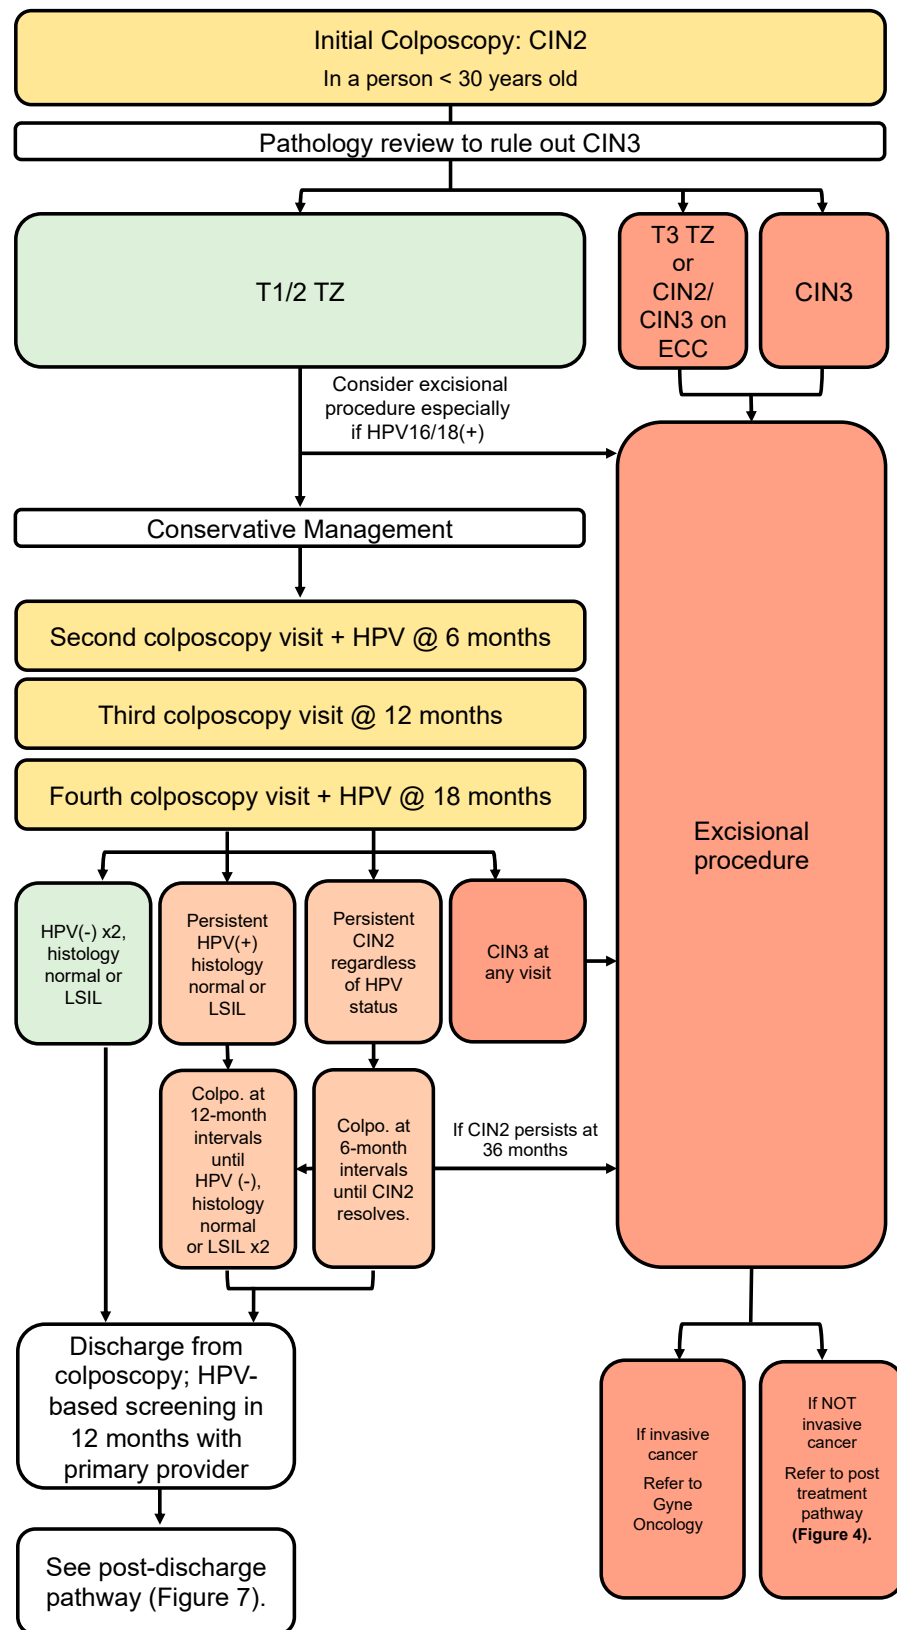 Initial Colposcopy: CIN2
In a person < 30 years old
Pathology review to rule out CIN3
T1/2 TZ
T3 TZ
or
CIN2/
CIN3 on
ECC
CIN3
Consider excisional
procedure especially
if HPV16/18(+)
Conservative Management
Second colposcopy visit + HPV @ 6 months
Third colposcopy visit @ 12 months
Fourth colposcopy visit + HPV @ 18 months
Excisional
procedure
HPV(-) x2,
histology
normal or
LSIL
Persistent
HPV(+)
histology
normal or
LSIL
Persistent
CIN2
regardless
of HPV
status
CIN3 at
any visit
Colpo. at
12-month
intervals
until
HPV (-),
histology
normal
or LSIL x2
Colpo. at
6-month
intervals
until CIN2
resolves.
If CIN2 persists at
36 months
Discharge from
colposcopy; HPV-
based screening in
12 months with
primary provider
If invasive
cancer
Refer to
Gyne
Oncology
If NOT
invasive
cancer
Refer to post
treatment
pathway
(Figure 4).
See post-discharge
pathway (Figure 7).